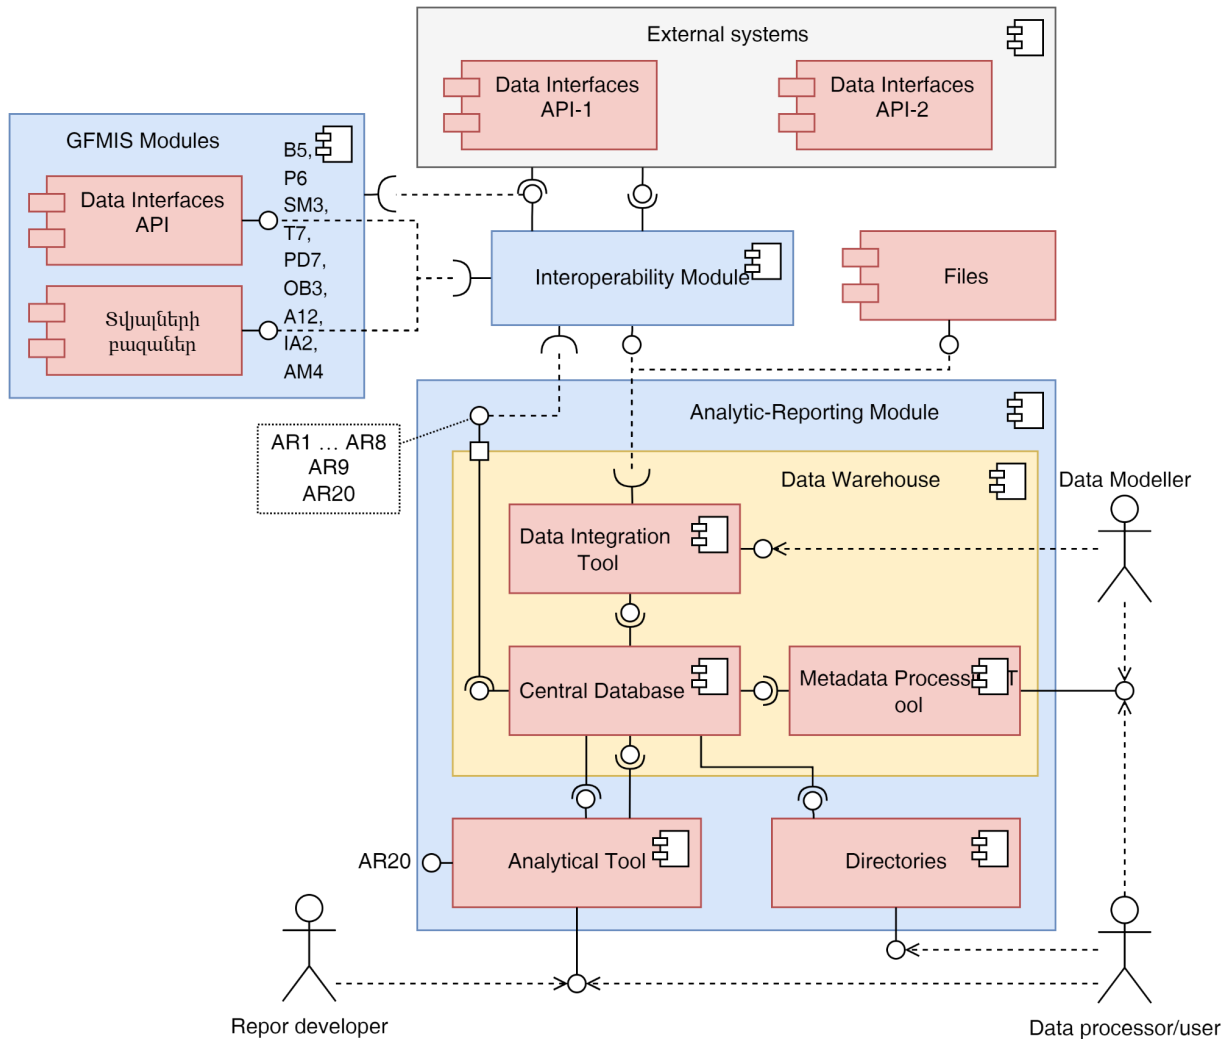 External systems
Data Interfaces
API-1
Data Interfaces
API-2
GFMIS Modules
B5,
P6
SM3,
T7,
PD7,
OB3,
A12,
IA2,
AM4
Data Interfaces
API
Տվյալների
բազաներ
Interoperability Module
Files
Analytic-Reporting Module
AR1 ... AR8
AR9
AR20
Data Warehouse
Data Modeller
Data Integration
Tool
Central Database
Metadata Process T
ool
AR20
Analytical Tool
Directories
Repor developer
Data processor/user